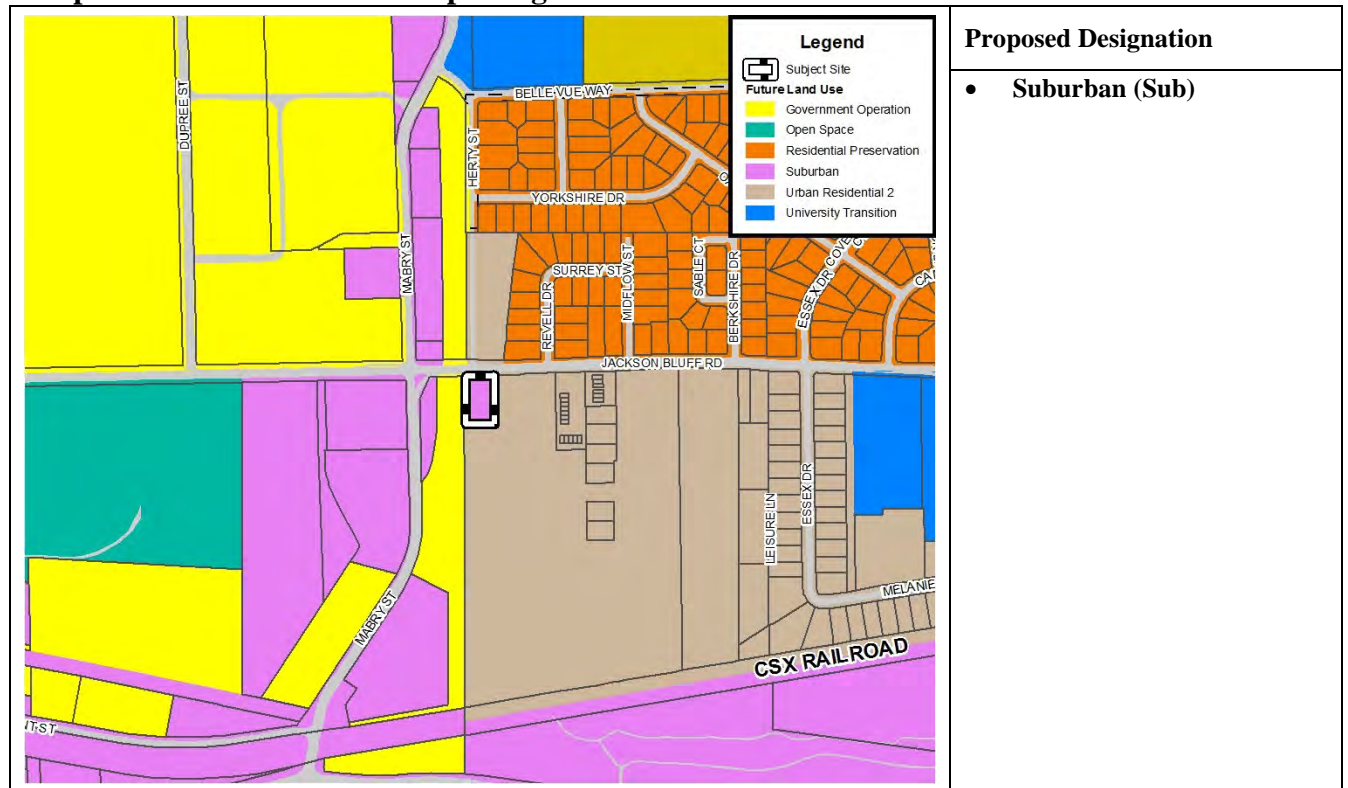 Proposed Designation
• Suburban (Sub)
Legend
Subject Site
Future Land Use
Government Operation
Open Space
Residential Preservation
Suburban
Urban Residential 2
University Transition
DUPREE ST
BELLE VUE WAY
HERTY ST
YORKSHIRE DR
MABRY ST
SURREY ST
REVELL DR
MIDFLOW ST
SABLE CT
BERKSHIRE DR
ESSEX DR
JACKSON BLUFF RD
LEISURE LN
ESSEX DR
MELANIE
MABRY ST
CSX RAILROAD